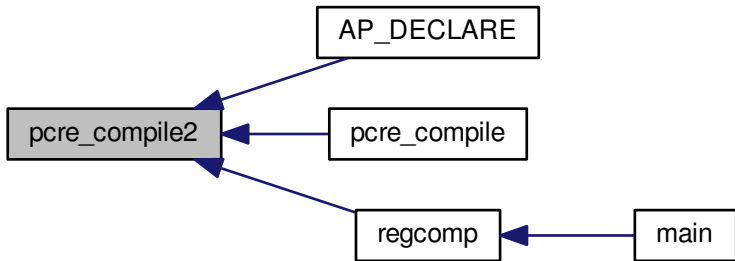 AP_DECLARE
pcre_compile2
pcre_compile
regcomp
main